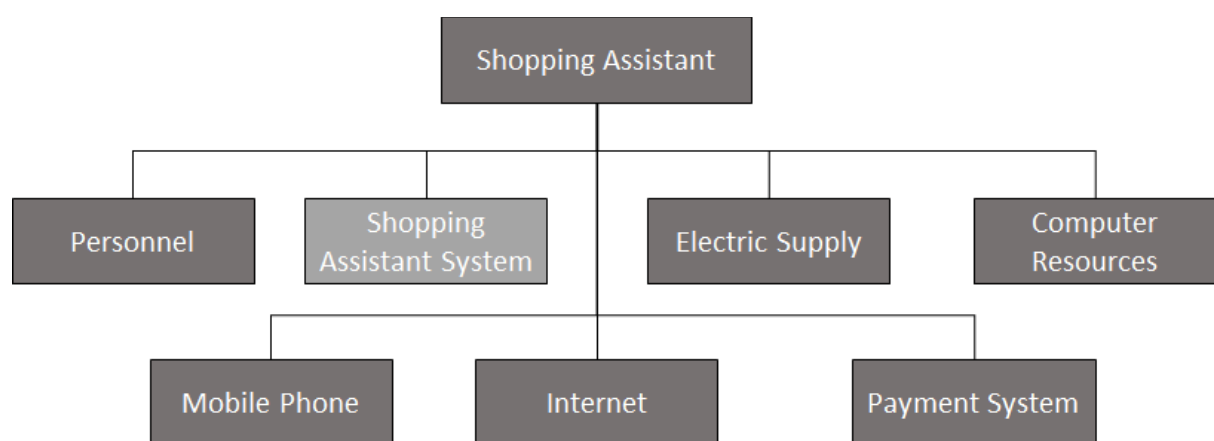 Shopping Assistant
Personnel
Shopping
Assistant System
Electric Supply
Computer
Resources
Mobile Phone
Internet
Payment System